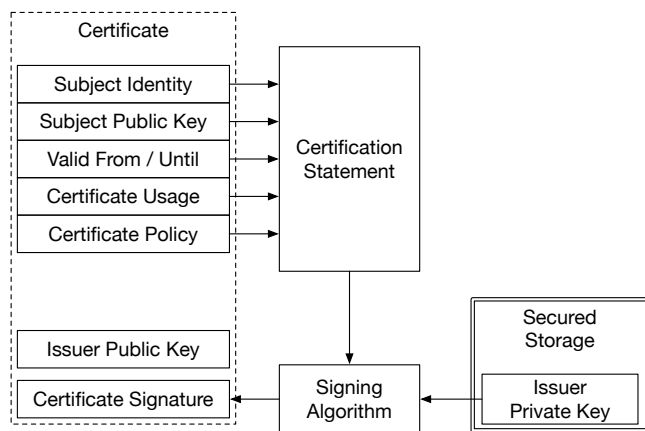 Certificate
Subject Identity
Subject Public Key
Valid From / Until
Certificate Usage
Certificate Policy
Issuer Public Key
Certificate Signature
Certification
Statement
Signing
Algorithm
Secured
Storage
Issuer
Private Key